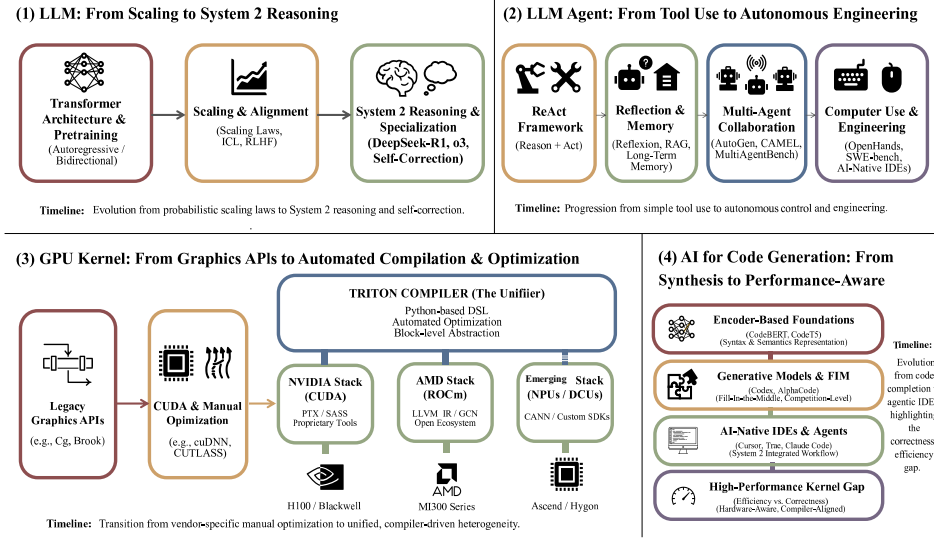 (1) LLM: From Scaling to System 2 Reasoning
Transformer
Architecture &
Pretraining
(Autoregressive /
Bidirectional)
Scaling & Alignment
(Scaling Laws,
ICL, RLHF)
System 2 Reasoning &
Specialization
(DeepSeek-R1, o3,
Self-Correction)
Timeline: Evolution from probabilistic scaling laws to System 2 reasoning and self-correction.
.
(2) LLM Agent: From Tool Use to Autonomous Engineering
ReAct
Framework
(Reason + Act)
?
Reflection &
Memory
(Reflexion, RAG,
Long-Term
Memory)
Multi-Agent
Collaboration
(AutoGen, CAMEL,
MultiAgentBench)
Computer Use &
Engineering
(OpenHands,
SWE-bench,
AI-Native IDEs)
Timeline: Progression from simple tool use to autonomous control and engineering.
(3) GPU Kernel: From Graphics APIs to Automated Compilation & Optimization
Legacy
Graphics APIs
(e.g., Cg, Brook)
CUDA & Manual
Opimization
(e.g., cuDNN,
CUTLASS)
TRITON COMPILER (The Unifiier)
Python-based DSL
Automated Optimization
Block-level Abstraction
NVIDIA Stack
(CUDA)
PTX / SASS
Proprietary Tools
H100 / Blackwell
AMD Stack
(ROCm)
LLVM IR / GCN
Open Ecosystem
AMD
MI300 Series
Emerging Stack
(NPUs / DCUs)
CANN / Custom SDKs
Ascend / Hygon
Timeline: Transition from vendor-specific manual optimization to unified, compiler-driven heterogeneity.
(4) AI for Code Generation: From
Synthesis to Performance-Aware
Encoder-Based Foundations
(CodeBERT, CodeT5)
(Syntax & Semantics Representation)
Generative Models & FIM
(Codex, AlphaCode)
(Fill-In-the-Middle, Competition-Level)
AI-Native IDEs & Agents
(Cursor, Trae, Claude Code)
(System 2 Integrated Workflow)
High-Performance Kernel Gap
(Efficiency vs. Correctness)
(Hardware-Aware, Compiler-Aligned)
Timeline:
Evolution
from code
completion
agentic IDE
highlighting
the
correctness
efficiency
gap.